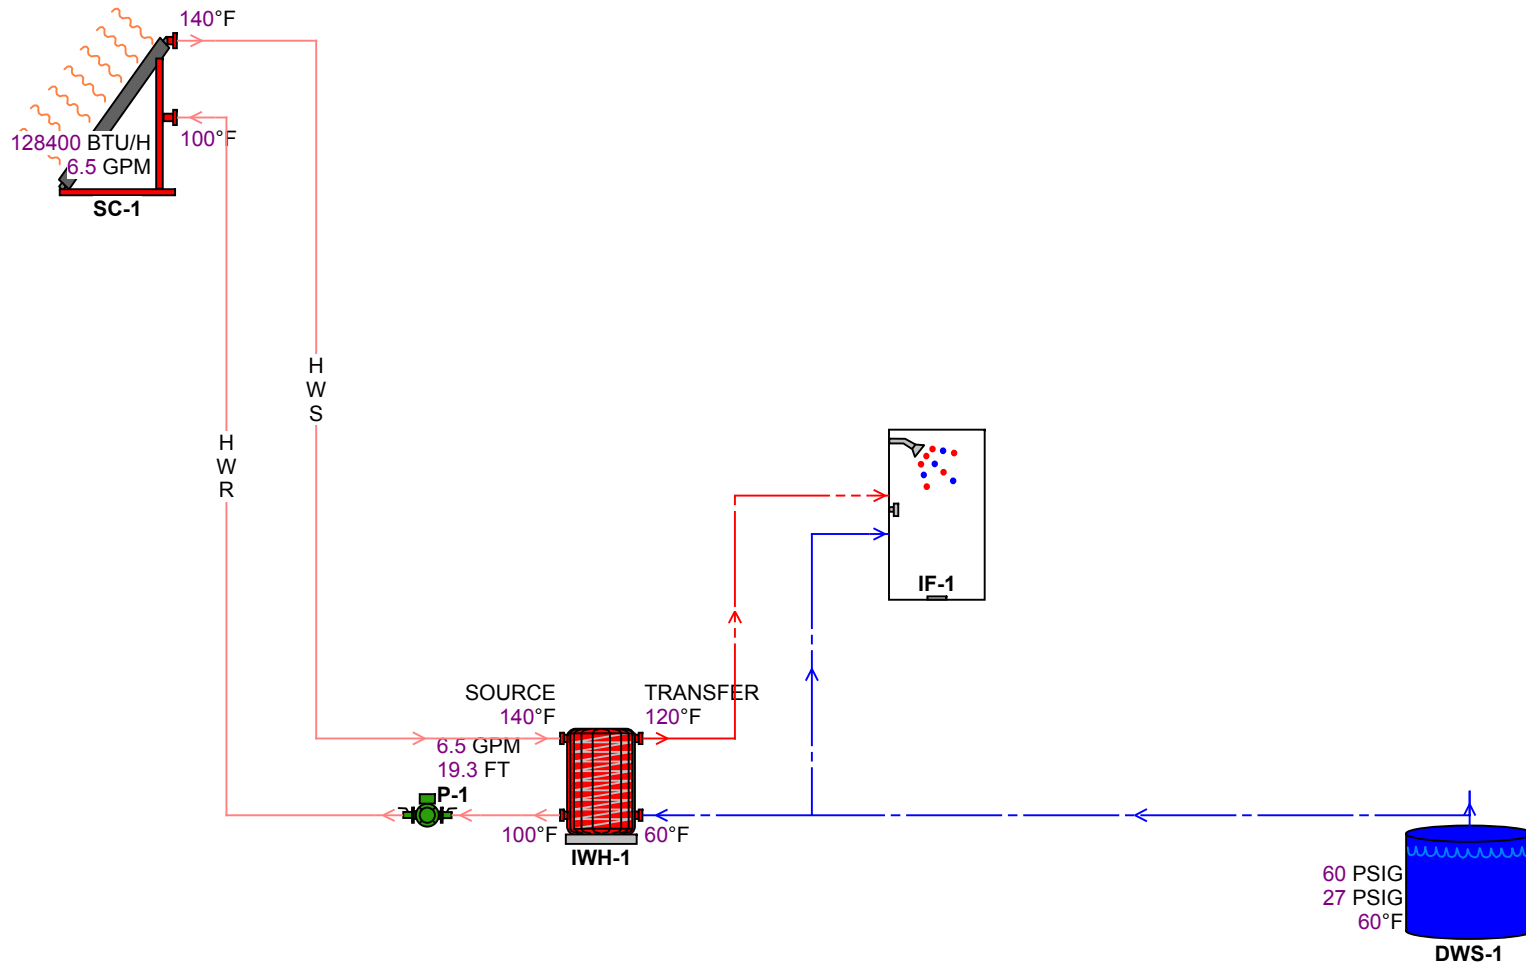 140°F
100°F
128400 BTU/H
6.5 GPM
SC-1
H
W
S
H
W
R
IF-1
SOURCE
140°F
TRANSFER
120°F
6.5 GPM
19.3 FT
P-1
100°F
60°F
IWH-1
60 PSIG
27 PSIG
60°F
DWS-1